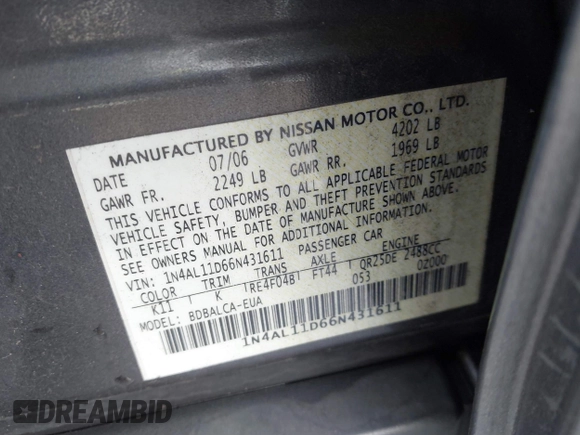 MANUFACTURED BY NISSAN MOTOR CO., LTD.
DATE 07/06 GVWR 4202 LB
GAWR FR. 2249 LB GAWR RR. 1969 LB
THIS VEHICLE CONFORMS TO ALL APPLICABLE FEDERAL MOTOR
VEHICLE SAFETY, BUMPER AND THEFT PREVENTION STANDARDS
IN EFFECT ON THE DATE OF MANUFACTURE SHOWN ABOVE.
SEE OWNERS MANUAL FOR ADDITIONAL INFORMATION.
VIN: 1N4AL11D66N431611 PASSENGER CAR
COLOR TRIM TRANS AXLE ENGINE
K11 K RE4F04B FT44 QR25DE 2488CC
MODEL: BDBALCA-EUA 053 0Z000
1N4AL11D66N431611
DREAMBID